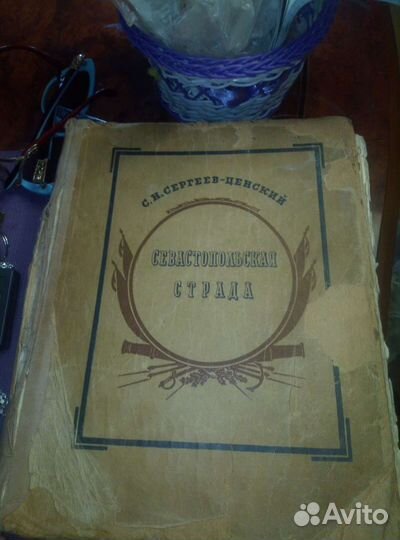 С. Н. СЕРГЕЕВ-ЦЕНСКИЙ
СЕВАСТОПОЛЬСКАЯ
СТРАДА
Avito